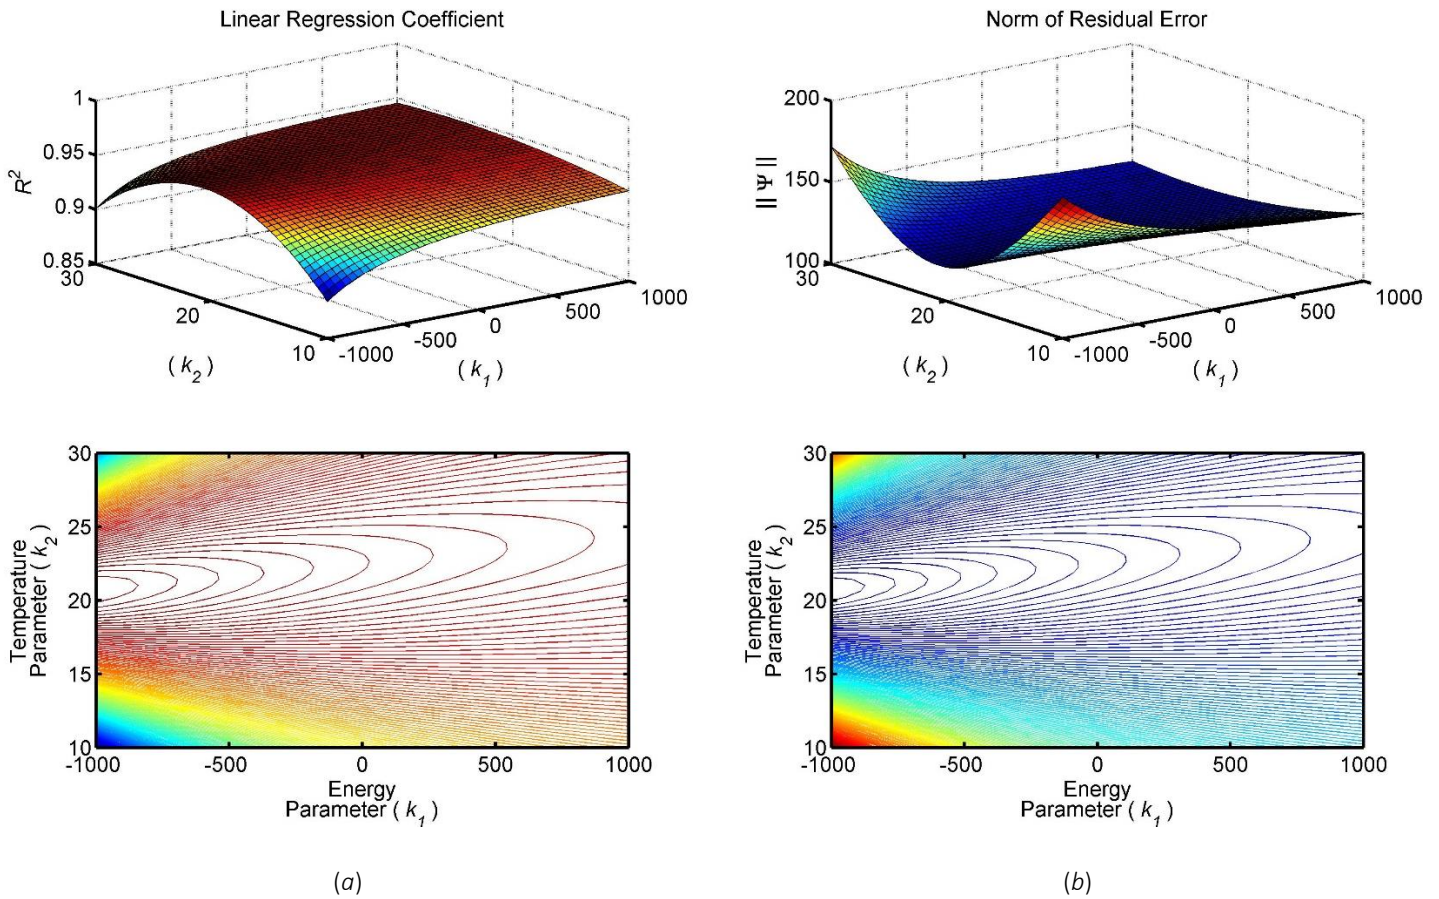 Linear Regression Coefficient
1
0.95
0.9
0.85
R2
30
20
10
( k2 )
-1000
-500
0
500
1000
( k1 )
Norm of Residual Error
200
150
100
|| Ψ ||
30
20
10
( k2 )
-1000
-500
0
500
1000
( k1 )
30
25
20
15
10
Temperature
Parameter ( k2 )
-1000
-500
0
500
1000
Energy
Parameter ( k1 )
30
25
20
15
10
Temperature
Parameter ( k2 )
-1000
-500
0
500
1000
Energy
Parameter ( k1 )
(a)
(b)